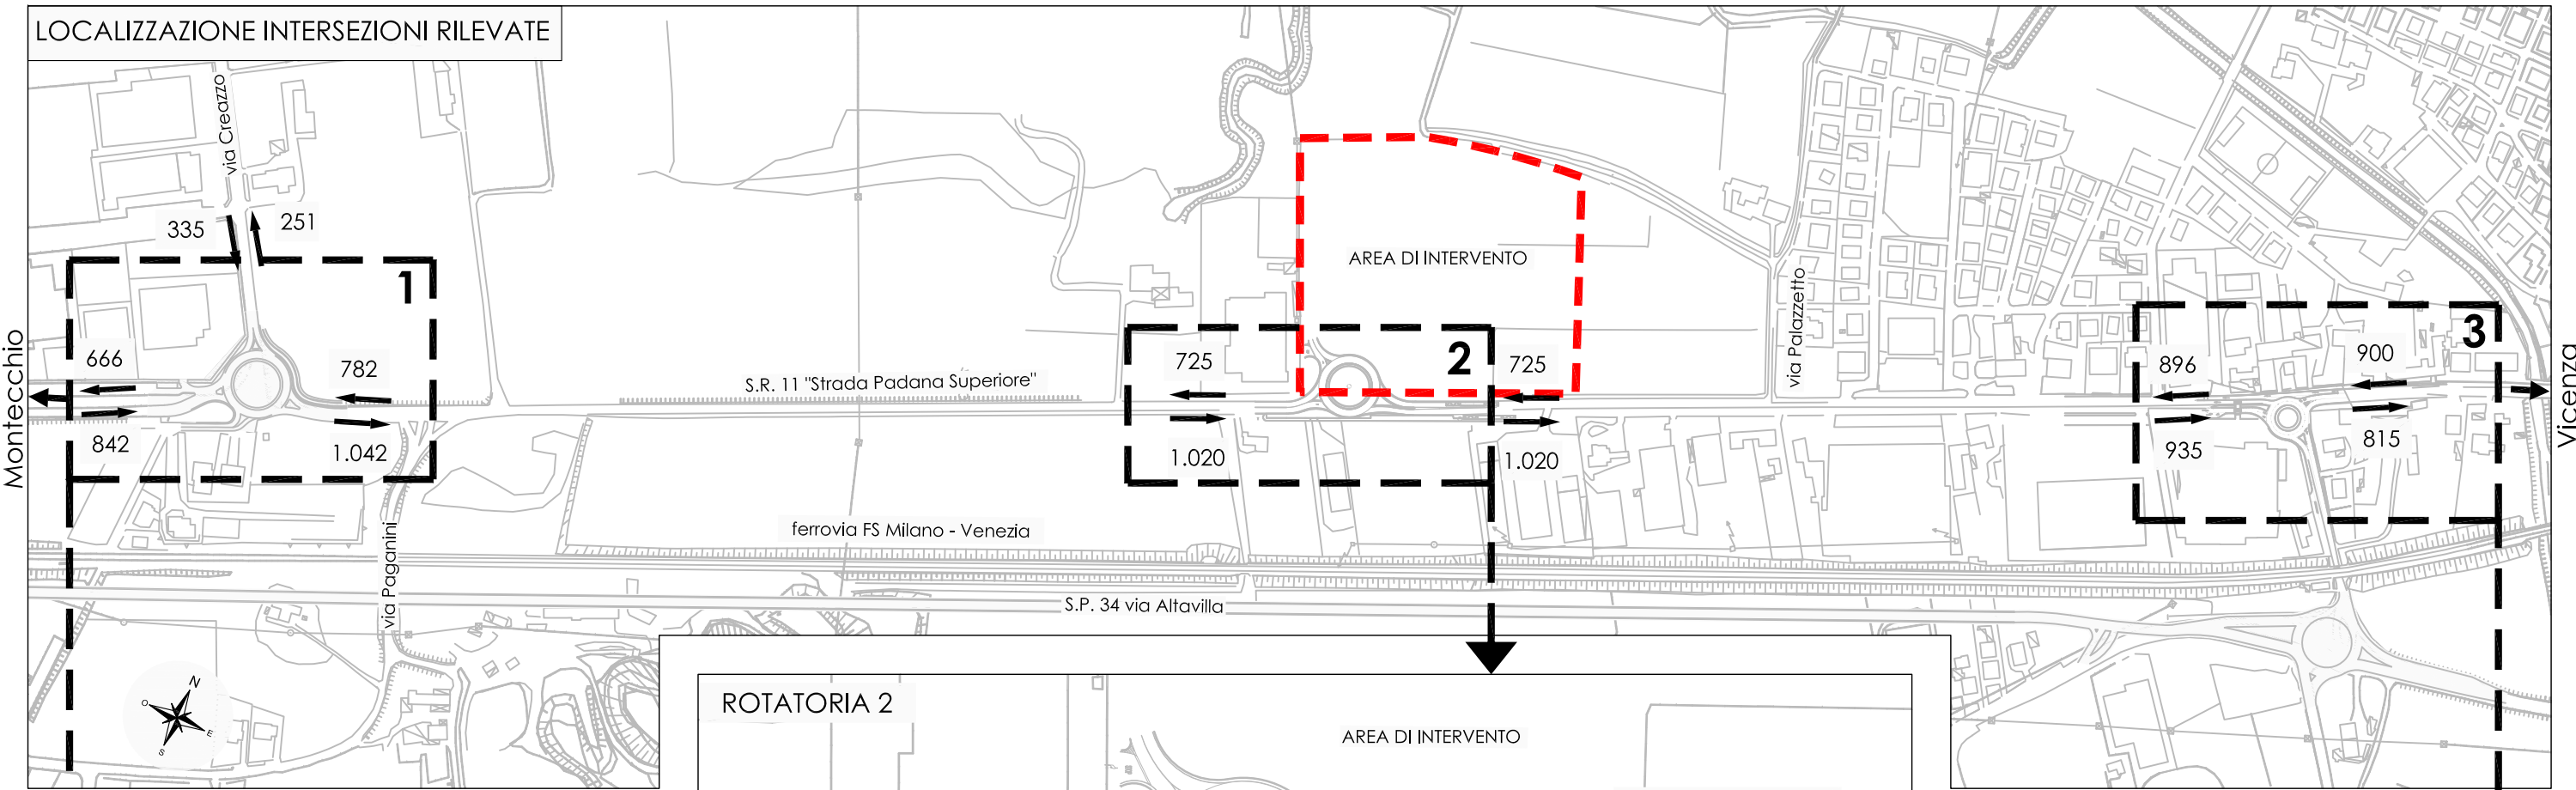 LOCALIZZAZIONE INTERSEZIONI RILEVATE
via Creazzo
335
251
1
AREA DI INTERVENTO
via Palazzetto
Montecchio
666
782
842
1.042
S.R. 11 "Strada Padana Superiore"
725
2
725
1.020
1.020
896
900
3
935
815
Vicenza
via Paganini
ferrovia FS Milano - Venezia
S.P. 34 via Altavilla
N
O
E
S
ROTATORIA 2
AREA DI INTERVENTO